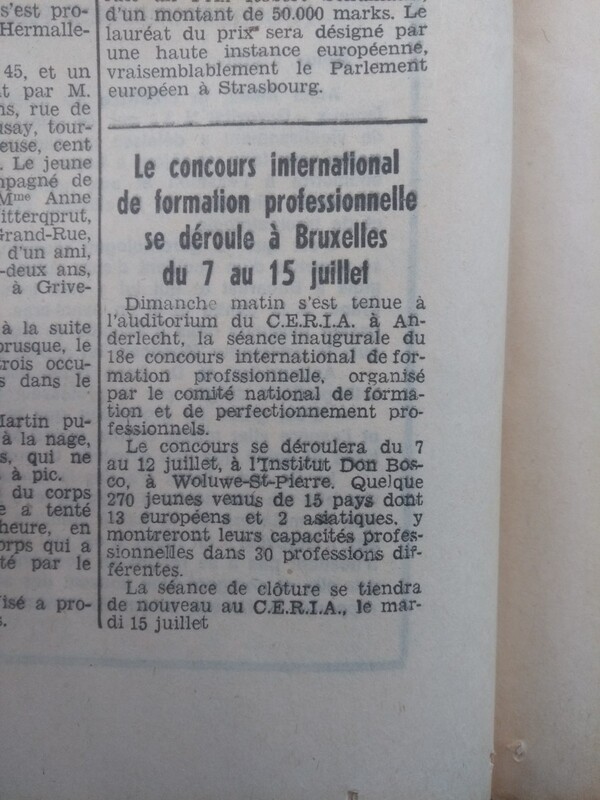 s'est pro-
Hermalle-
45, et un
t par M.
ns, rue de
usay, tour-
euse, cent
. Le jeune
mpagné de
Mme Anne
itterqprut,
Grand-Rue,
d'un ami,
-deux ans,
à Grive-
à la suite
brusque, le
trois occu-
s dans le
Martin pu-
à la nage,
s, qui ne
à pic.
du corps
e a tenté
heure, en
orps qui a
té par le
isé a pro-
s.
d'un montant de 50.000 marks. Le
lauréat du prix sera désigné par
une haute instance européenne,
vraisemblablement le Parlement
européen à Strasbourg.
Le concours international
de formation professionnelle
se déroule à Bruxelles
du 7 au 15 juillet
Dimanche matin s'est tenue à
l'auditorium du C.E.R.I.A. à An-
derlecht, la séance inaugurale du
18e concours international de for-
mation profssionnelle, organisé
par le comité national de forma-
tion et de perfectionnement pro-
fessionnels.
Le concours se déroulera du 7
au 12 juillet, à l'Institut Don Bos-
co, à Woluwe-St-Pierre. Quelque
270 jeunes venus de 15 pays dont
13 européens et 2 asiatiques, y
montreront leurs capacités profes-
sionnelles dans 30 professions dif-
férentes.
La séance de clôture se tiendra
de nouveau au C.E.R.I.A., le mar-
di 15 juillet